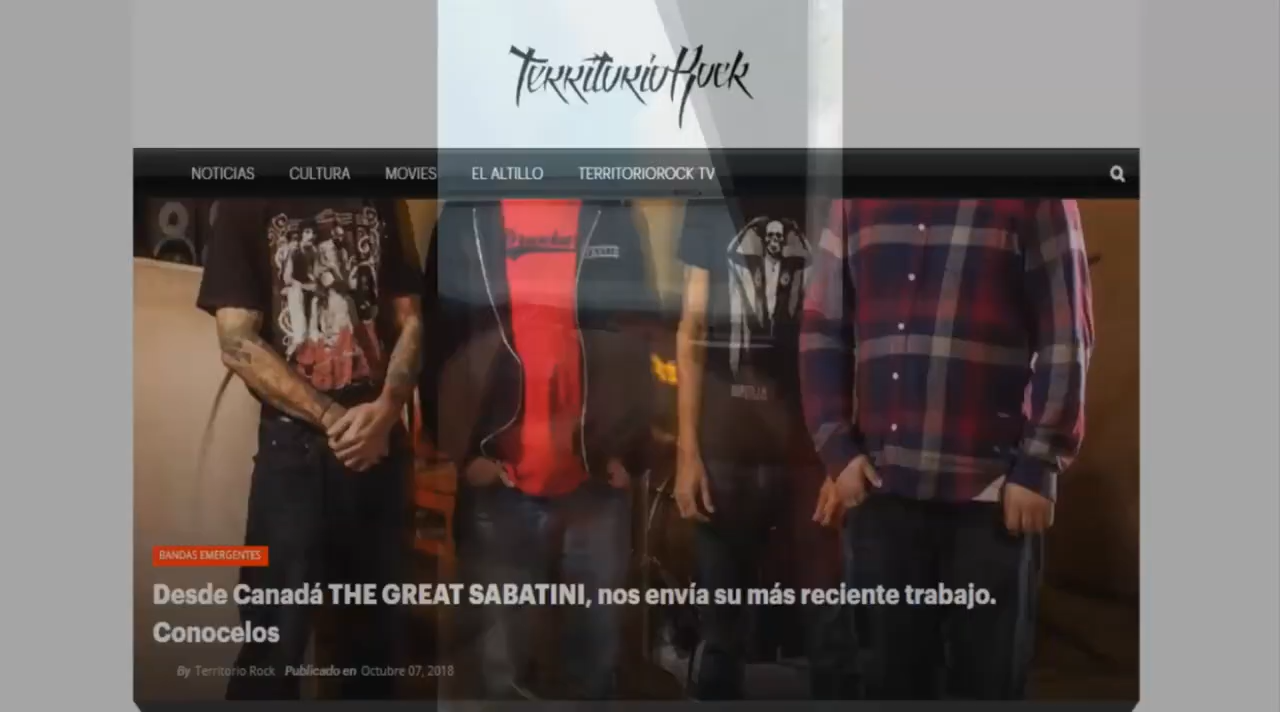 TerritorioRock
NOTICIAS CULTURA MOVIES EL ALTILLO TERRITORIOROCK TV
BANDAS EMERGENTES
Desde Canadá THE GREAT SABATINI, nos envía su más reciente trabajo.
Conocelos
By Territorio Rock Publicado en Octubre 07, 2018